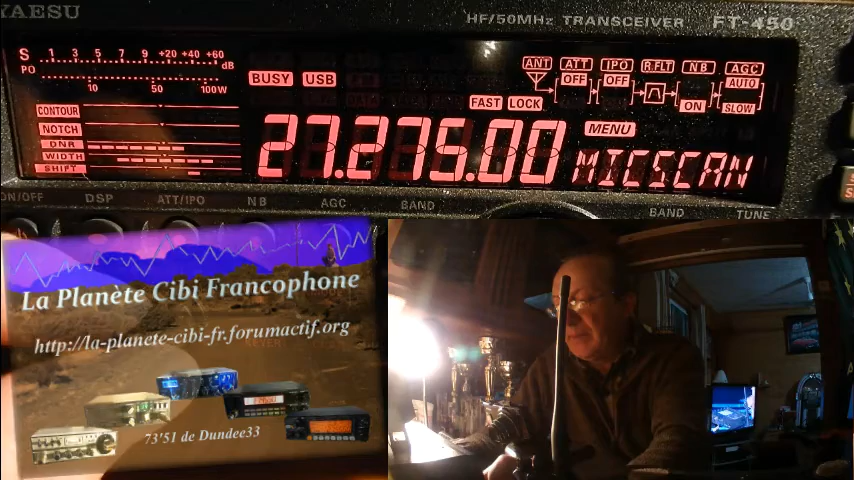 YAESU
HF/50MHz TRANSCEIVER FT-450
S 1 3 5 7 9 +20 +40 +60 dB
PO
10 50 100W
BUSY USB
ANT ATT IPO R.FLT NB AGC
OFF OFF AUTO
FAST LOCK ON SLOW
CONTOUR
NOTCH
DNR
WIDTH
SHIFT
27.275.00
MENU
MICSCAN
ON/OFF DSP ATT/IPO NB AGC BAND BAND TUNE
La Planète Cibi Francophone
http://la-planete-cibi-fr.forumactif.org
73'51 de Dundee33